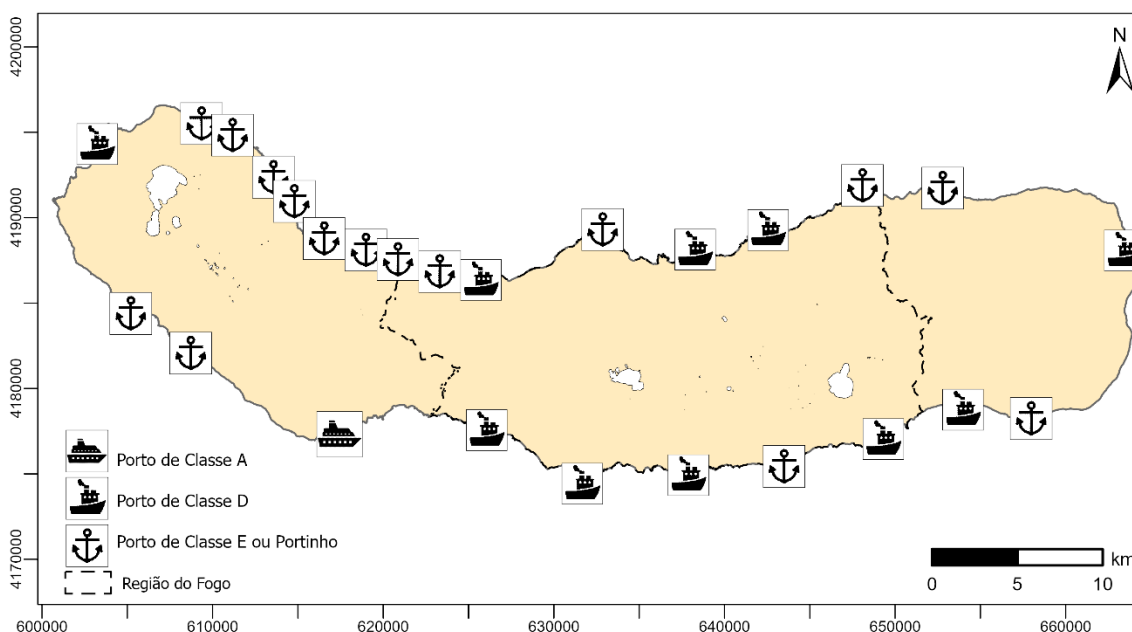 4200000
N
4190000
4180000
4170000
Porto de Classe A
Porto de Classe D
Porto de Classe E ou Portinho
Região do Fogo
km
0 5 10
600000 610000 620000 630000 640000 650000 660000